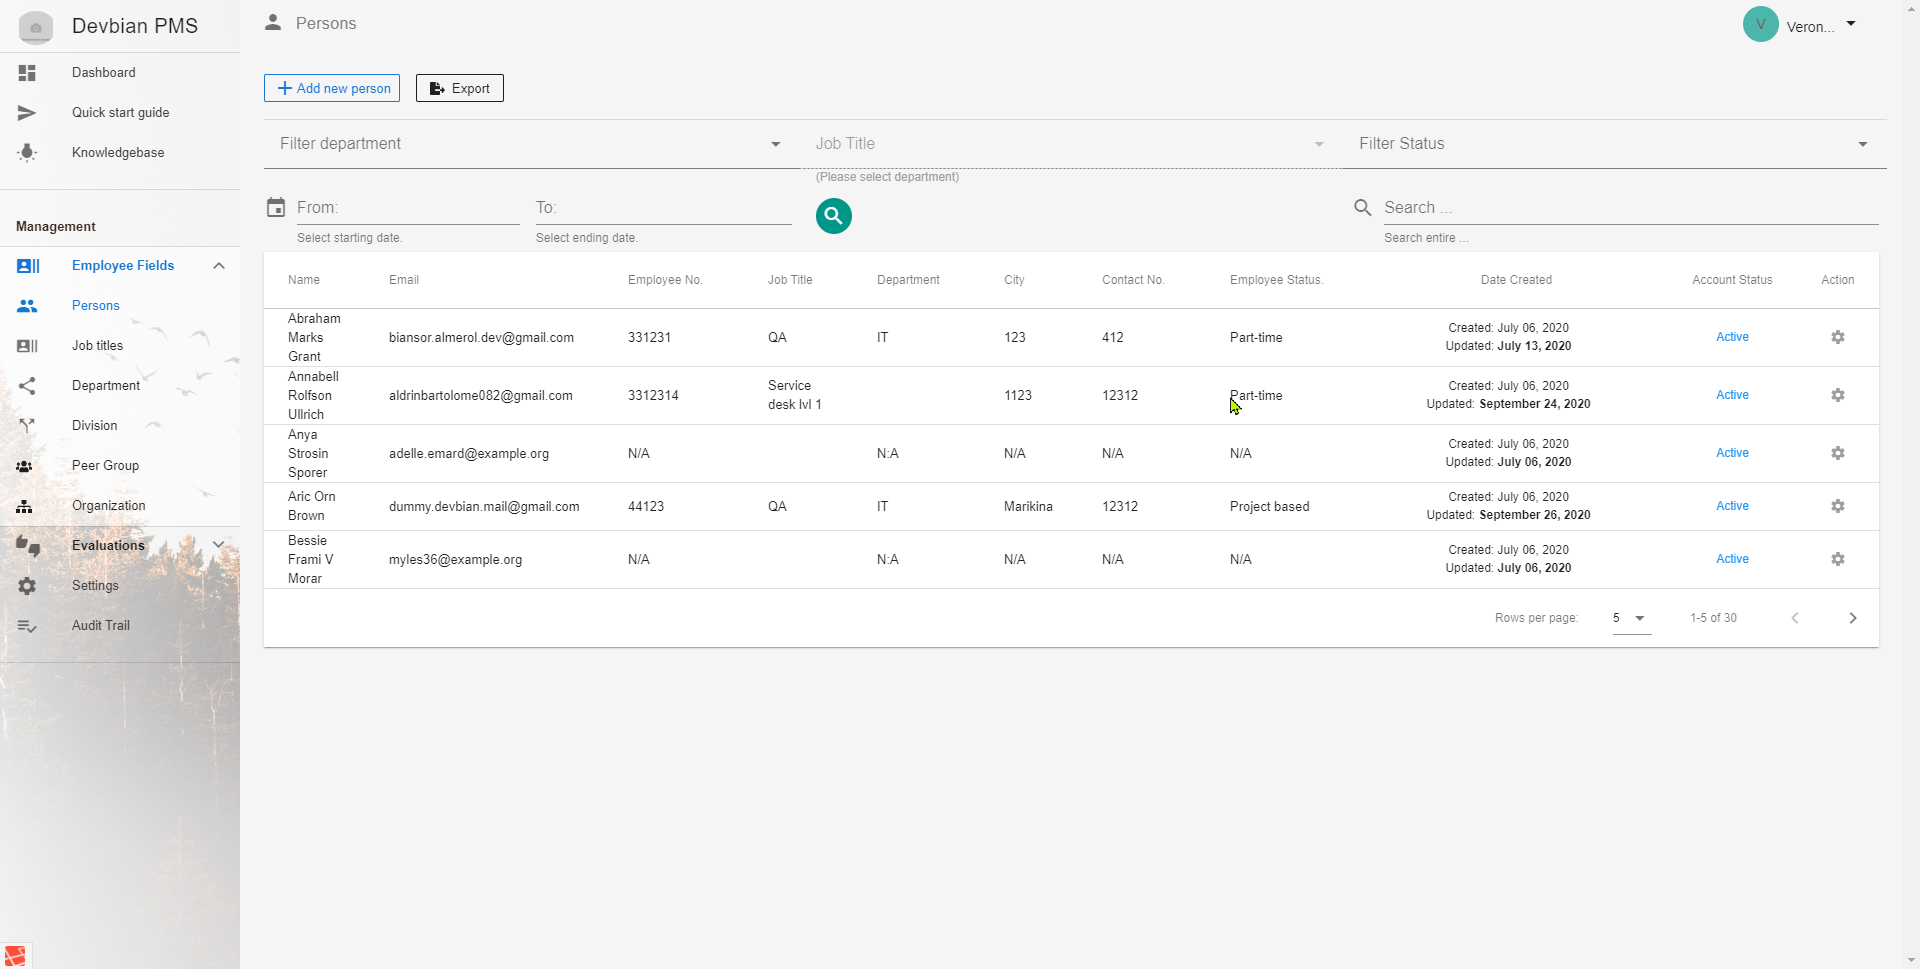 Devbian PMS
Dashboard
Quick start guide
Knowledgebase
Management
Employee Fields
Persons
Job titles
Department
Division
Peer Group
Organization
Evaluations
Settings
Audit Trail
Persons
V Veron...
Add new person
Export
Filter department
Job Title
Filter Status
(Please select department)
From:
To:
Search ...
Select starting date.
Select ending date.
Search entire ...
Name Email Employee No. Job Title Department City Contact No. Employee Status. Date Created Account Status Action
Abraham
Marks
Grant
biansor.almerol.dev@gmail.com 331231 QA IT 123 412 Part-time
Created: July 06, 2020
Updated: July 13, 2020
Active
Annabell
Rolfson
Ullrich
aldrinbartolome082@gmail.com 3312314
Service
desk lvl 1
1123 12312 Part-time
Created: July 06, 2020
Updated: September 24, 2020
Active
Anya
Strosin
Sporer
adelle.emard@example.org N/A N:A N/A N/A N/A
Created: July 06, 2020
Updated: July 06, 2020
Active
Aric Orn
Brown
dummy.devbian.mail@gmail.com 44123 QA IT Marikina 12312 Project based
Created: July 06, 2020
Updated: September 26, 2020
Active
Bessie
Frami V
Morar
myles36@example.org N/A N:A N/A N/A N/A
Created: July 06, 2020
Updated: July 06, 2020
Active
Rows per page: 5 1-5 of 30